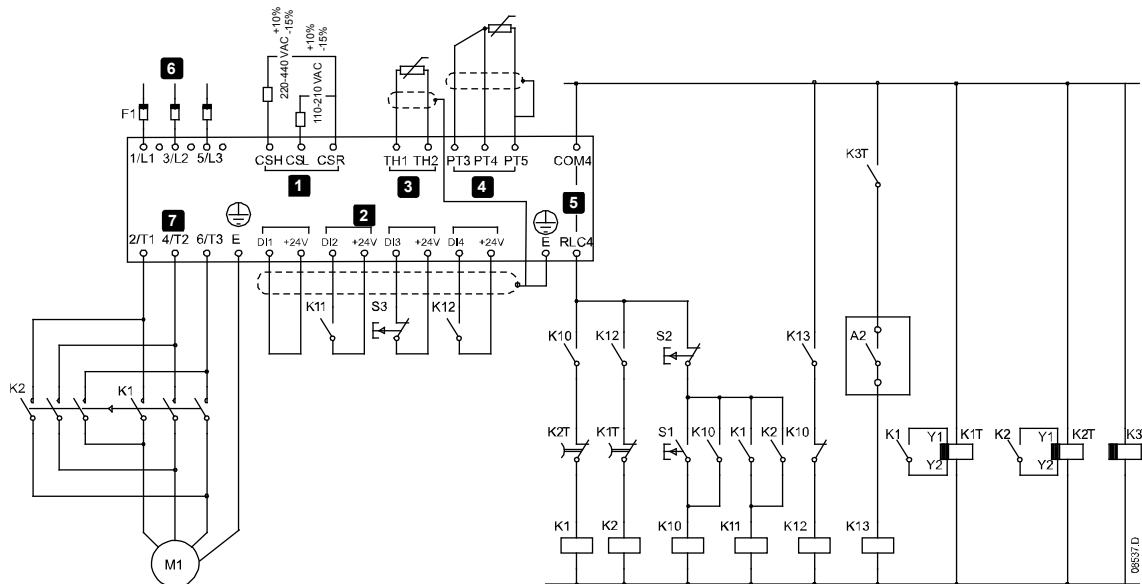 +10%
-15%
220-440 VAC
+10%
-15%
110-210 VAC
6
F1
1/L1 3/L2 5/L3
CSH CSL CSR
TH1 TH2
PT3 PT4 PT5
COM4
1
3
4
5
7
2
2/T1 4/T2 6/T3 E
DI1 +24V
DI2 +24V
DI3 +24V
DI4 +24V
E
RLC4
K3T
K11
S3
K12
K10
K12
S2
K13
A2
K2
K1
K2T
K1T
S1
K10
K1
K2
K10
K1
Y1
Y2
K1T
K2
Y1
Y2
K2T
K3
K1
K2
K10
K11
K12
K13
M1
08537.D